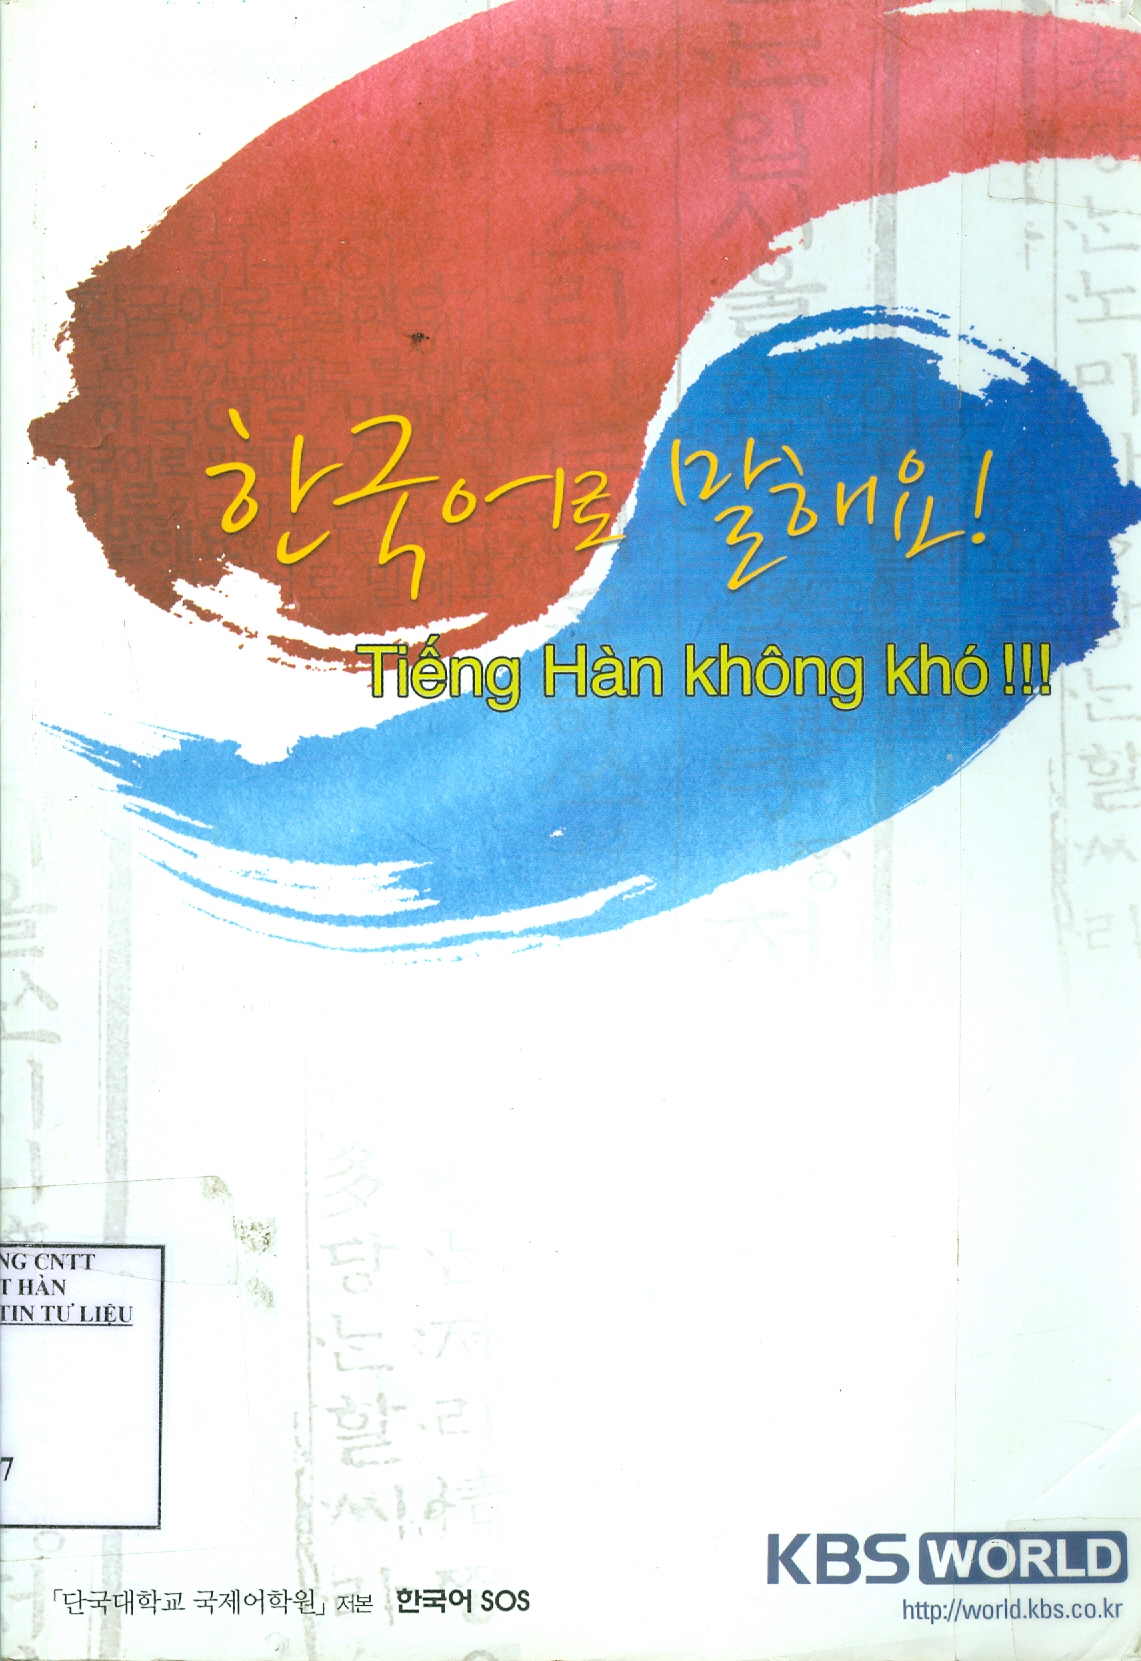 한국어로 말해요!
Tiếng Hàn không khó !!!
NG CNTT
T HÀN
TIN TƯ LIỆU
7
「단국대학교 국제어학원」 저본 한국어 SOS
KBS WORLD
http://world.kbs.co.kr